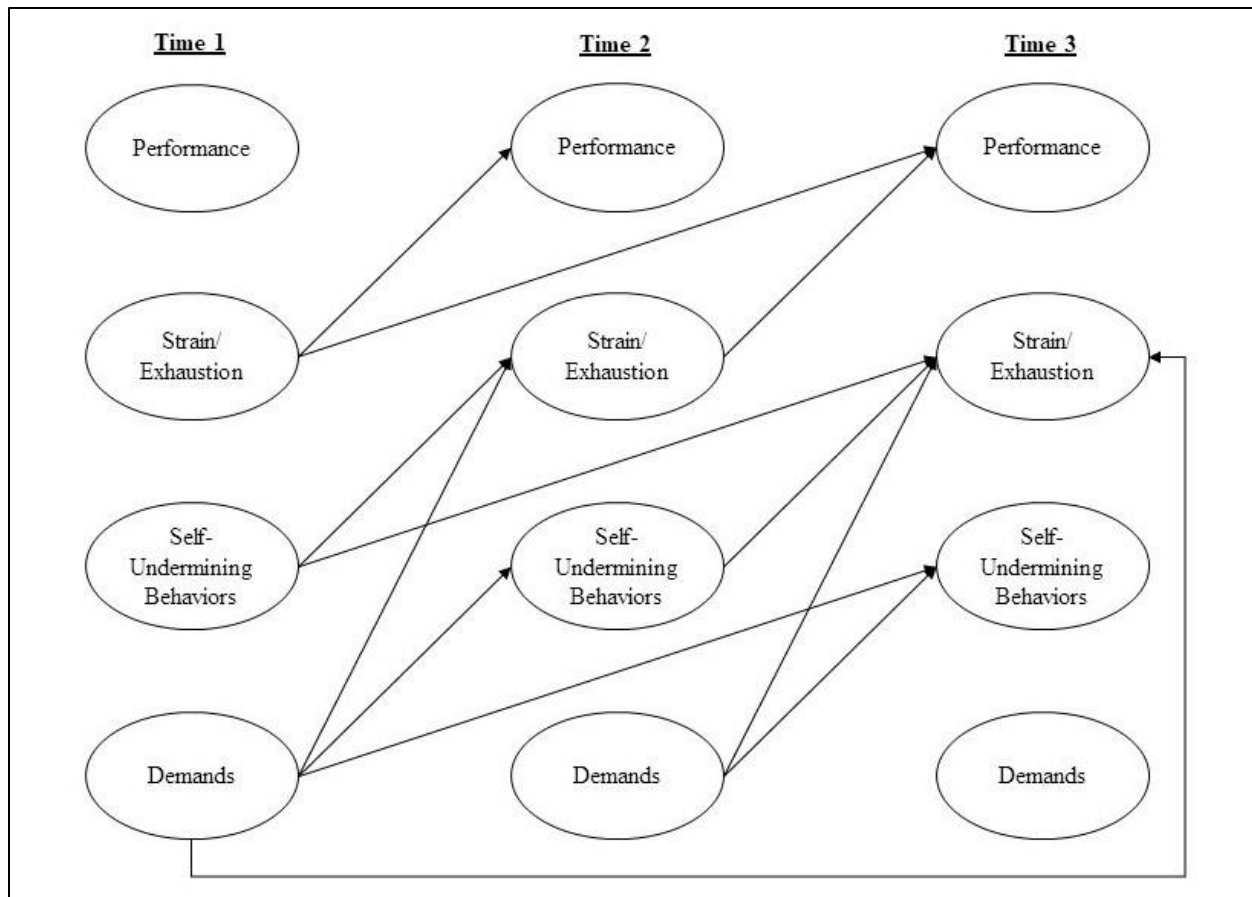 Time 1
Time 2
Time 3
Performance
Performance
Performance
Strain/
Exhaustion
Strain/
Exhaustion
Strain/
Exhaustion
Self-
Undermining
Behaviors
Self-
Undermining
Behaviors
Self-
Undermining
Behaviors
Demands
Demands
Demands